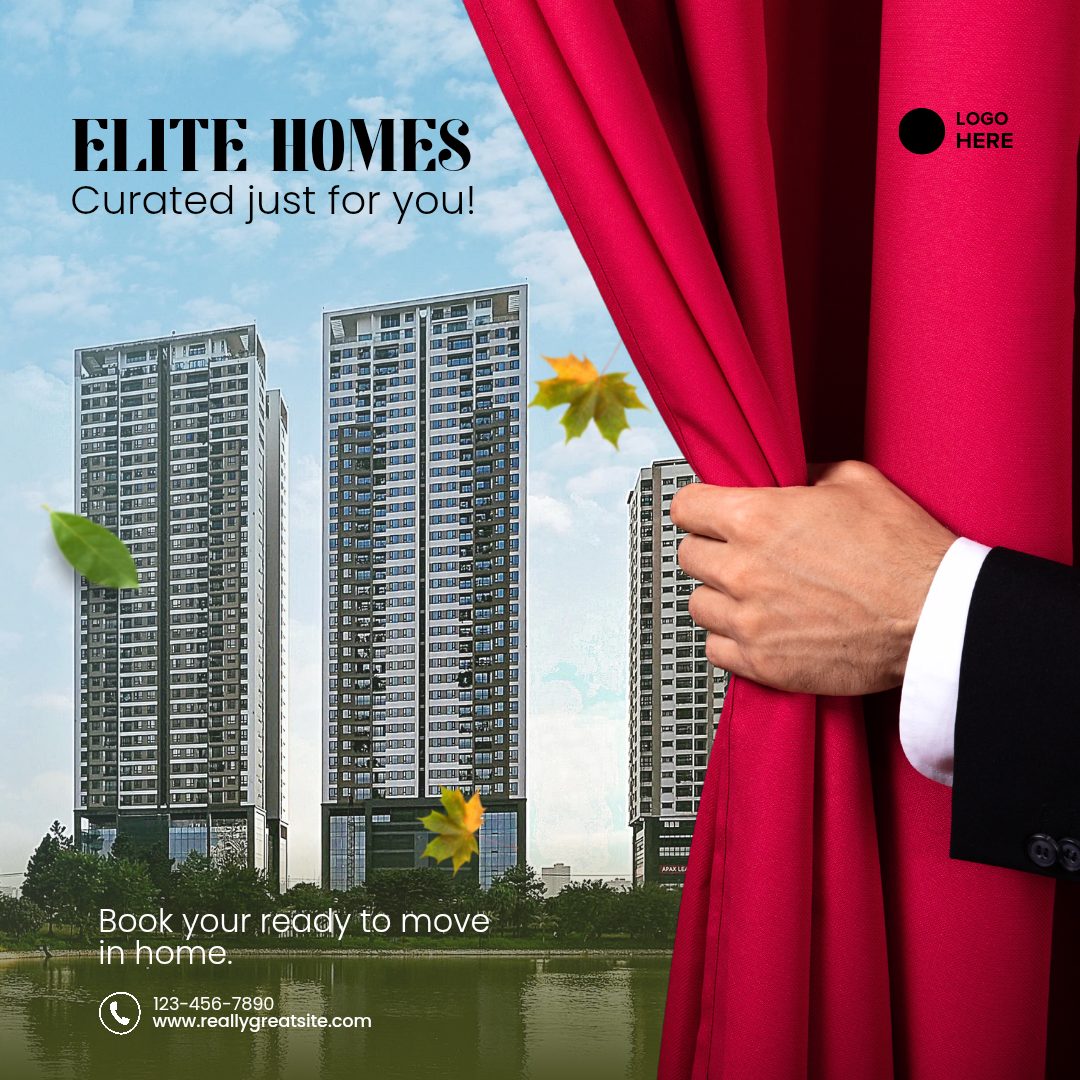 ELITE HOMES
Curated just for you!
LOGO
HERE
Book your ready to move
in home.
123-456-7890
www.reallygreatsite.com